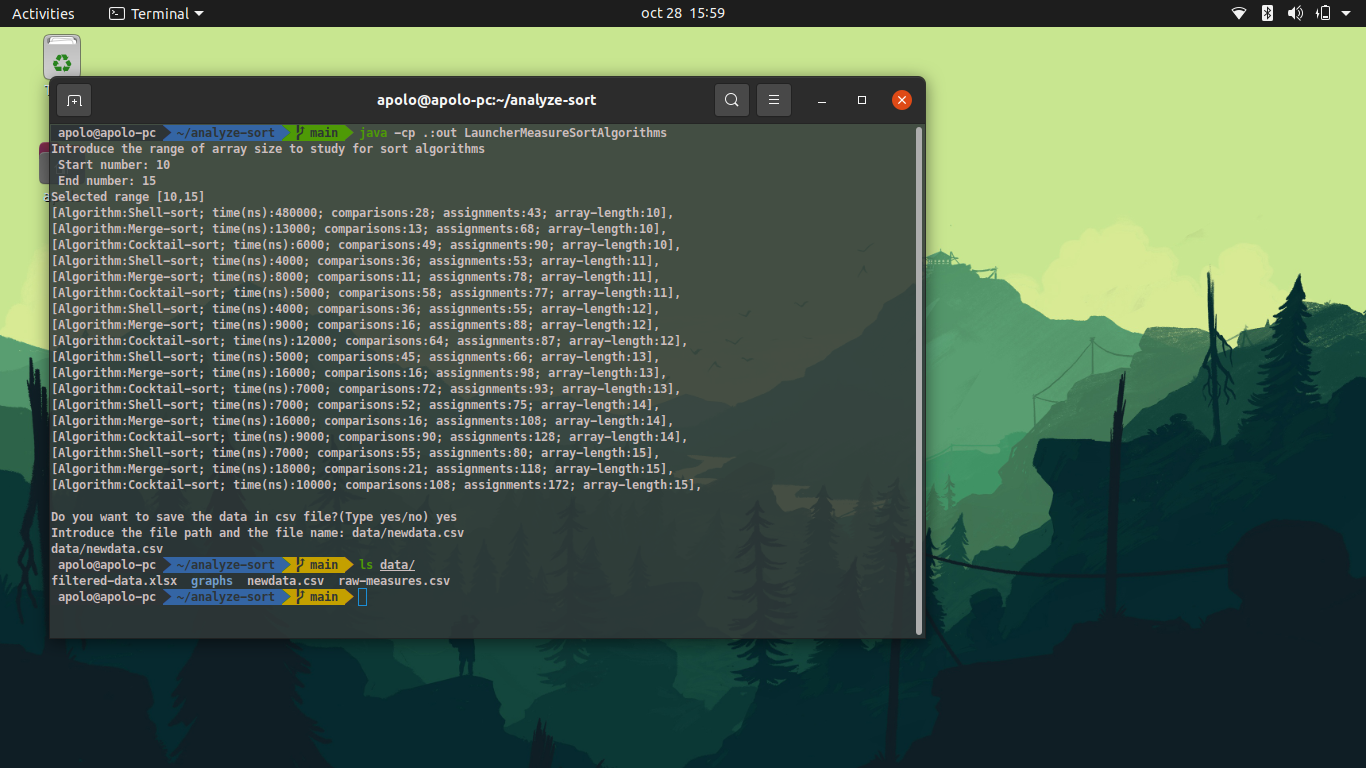 Activities Terminal oct 28 15:59
apolo@apolo-pc:~/analyze-sort
apolo@apolo-pc ~/analyze-sort main java -cp .:out LauncherMeasureSortAlgorithms
Introduce the range of array size to study for sort algorithms
Start number: 10
End number: 15
Selected range [10,15]
[Algorithm:Shell-sort; time(ns):480000; comparisons:28; assignments:43; array-length:10],
[Algorithm:Merge-sort; time(ns):13000; comparisons:13; assignments:68; array-length:10],
[Algorithm:Cocktail-sort; time(ns):6000; comparisons:49; assignments:90; array-length:10],
[Algorithm:Shell-sort; time(ns):4000; comparisons:36; assignments:53; array-length:11],
[Algorithm:Merge-sort; time(ns):8000; comparisons:11; assignments:78; array-length:11],
[Algorithm:Cocktail-sort; time(ns):5000; comparisons:58; assignments:77; array-length:11],
[Algorithm:Shell-sort; time(ns):4000; comparisons:36; assignments:55; array-length:12],
[Algorithm:Merge-sort; time(ns):9000; comparisons:16; assignments:88; array-length:12],
[Algorithm:Cocktail-sort; time(ns):12000; comparisons:64; assignments:87; array-length:12],
[Algorithm:Shell-sort; time(ns):5000; comparisons:45; assignments:66; array-length:13],
[Algorithm:Merge-sort; time(ns):16000; comparisons:16; assignments:98; array-length:13],
[Algorithm:Cocktail-sort; time(ns):7000; comparisons:72; assignments:93; array-length:13],
[Algorithm:Shell-sort; time(ns):7000; comparisons:52; assignments:75; array-length:14],
[Algorithm:Merge-sort; time(ns):16000; comparisons:16; assignments:108; array-length:14],
[Algorithm:Cocktail-sort; time(ns):9000; comparisons:90; assignments:128; array-length:14],
[Algorithm:Shell-sort; time(ns):7000; comparisons:55; assignments:80; array-length:15],
[Algorithm:Merge-sort; time(ns):18000; comparisons:21; assignments:118; array-length:15],
[Algorithm:Cocktail-sort; time(ns):10000; comparisons:108; assignments:172; array-length:15],
Do you want to save the data in csv file?(Type yes/no) yes
Introduce the file path and the file name: data/newdata.csv
data/newdata.csv
apolo@apolo-pc ~/analyze-sort main ls data/
filtered-data.xlsx graphs newdata.csv raw-measures.csv
apolo@apolo-pc ~/analyze-sort main